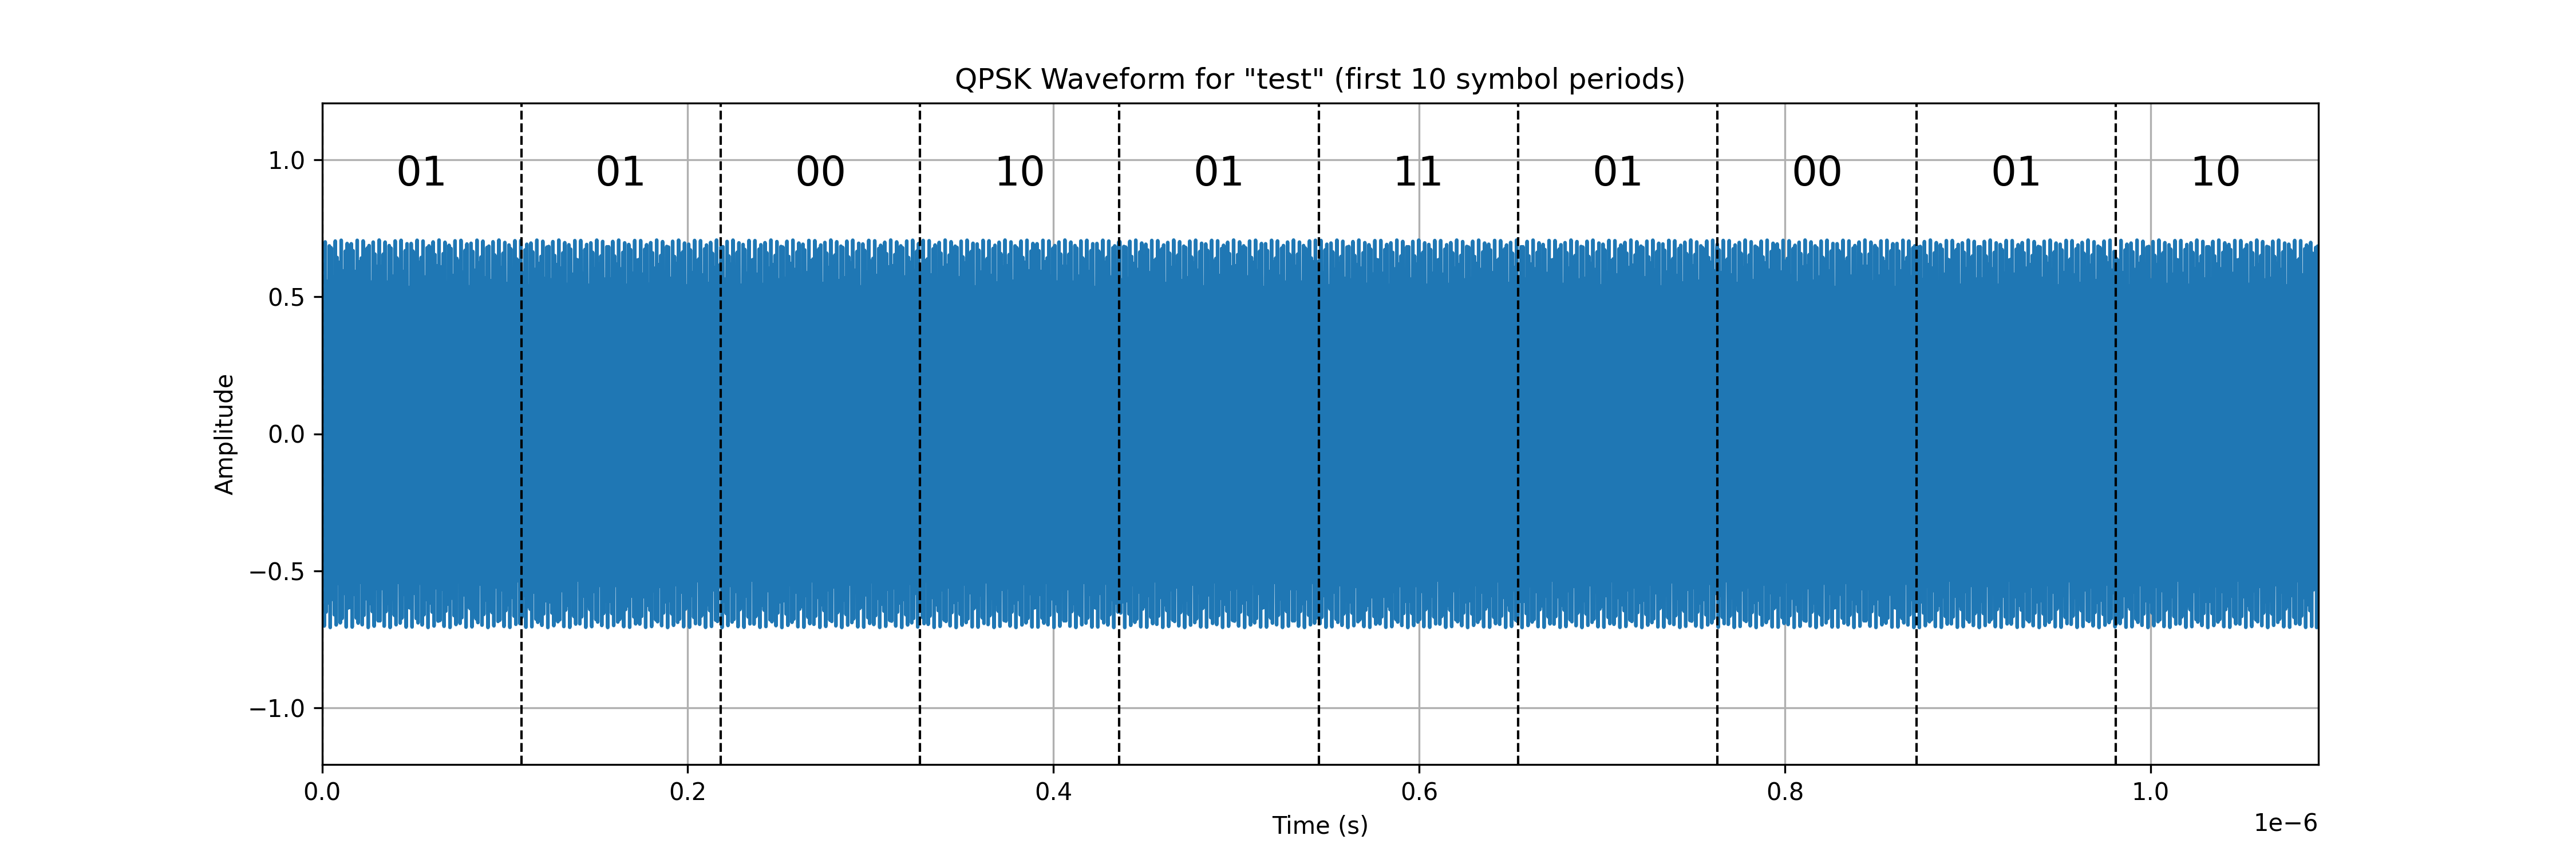 QPSK Waveform for "test" (first 10 symbol periods)
01 01 00 10 01 11 01 00 01 10
1.0
0.5
0.0
−0.5
−1.0
Amplitude
0.0 0.2 0.4 0.6 0.8 1.0
Time (s)
1e−6